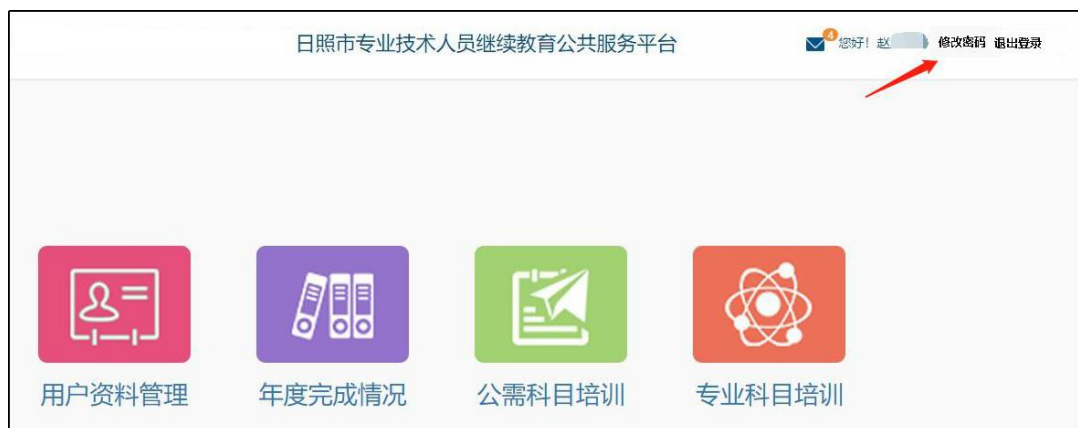 日照市专业技术人员继续教育公共服务平台
4 您好！赵 修改密码 退出登录
用户资料管理 年度完成情况 公需科目培训 专业科目培训